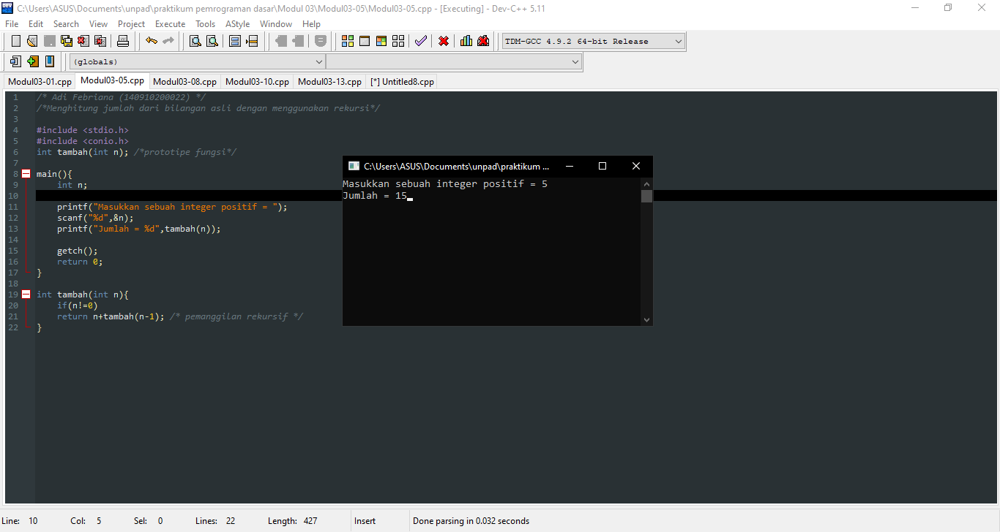 C:\Users\ASUS\Documents\unpad\praktikum pemrograman dasar\Modul 03\Modul03-05\Modul03-05.cpp - [Executing] - Dev-C++ 5.11
File Edit Search View Project Execute Tools AStyle Window Help
TDM-GCC 4.9.2 64-bit Release
(globals)
Modul03-01.cpp Modul03-05.cpp Modul03-08.cpp Modul03-10.cpp Modul03-13.cpp [*] Untitled8.cpp
1 /* Adi Febriana (140910200022) */
2 /*Menghitung jumlah dari bilangan asli dengan menggunakan rekursi*/
3
4 #include <stdio.h>
5 #include <conio.h>
6 int tambah(int n); /*prototipe fungsi*/
7
8 main(){
9 int n;
10
11 printf("Masukkan sebuah integer positif = ");
12 scanf("%d",&n);
13 printf("Jumlah = %d",tambah(n));
14
15 getch();
16 return 0;
17 }
18
19 int tambah(int n){
20 if(n!=0)
21 return n+tambah(n-1); /* pemanggilan rekursif */
22 }
C:\Users\ASUS\Documents\unpad\praktikum ...
Masukkan sebuah integer positif = 5
Jumlah = 15
Line: 10 Col: 5 Sel: 0 Lines: 22 Length: 427 Insert Done parsing in 0.032 seconds